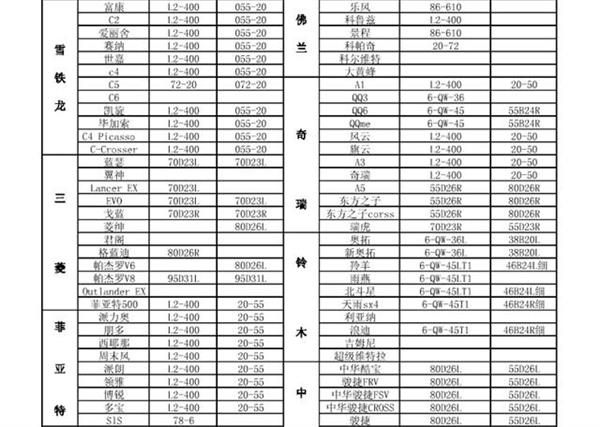 雪铁龙
富康 L2-400 055-20
C2 L2-400 055-20
爱丽舍 L2-400 055-20
赛纳 L2-400 055-20
世嘉 L2-400 055-20
c4 L2-400 055-20
C5 72-20 072-20
C6
凯旋 L2-400 055-20
毕加索 L2-400 055-20
C4 Picasso L2-400 055-20
C-Crosser L2-400 055-20
三菱
蓝瑟 70D23L 70D23L
翼神
Lancer EX 70D23L
EVO 70D23L 70D23L
戈蓝 70D23R 70D23R
菱绅 80D26L
君阁
格蓝迪 80D26R
帕杰罗V6 80D26L
帕杰罗V8 95D31L 95D31L
Outlander EX
菲亚特500 L2-400 20-55
菲亚特
派力奥 L2-400 20-55
朋多 L2-400 20-55
西耶那 L2-400 20-55
周末风 L2-400 20-55
派朗 L2-400 20-55
领雅 L2-400 20-55
博锐 L2-400 20-55
多宝 L2-400 20-55
S1S 78-6
佛兰
乐风 86-610
科鲁兹 L2-400
景程 86-610
科帕奇 20-72
科尔维特
大黄蜂
奇瑞
A1 L2-400 20-50
QQ3 6-QW-36
QQ6 6-QW-45 55B24R
QQme 6-QW-45 55B24R
风云 L2-400 20-50
旗云 L2-400 20-50
A3 L2-400 20-50
奇瑞 L2-400 20-50
A5 55D26R 80D26R
东方之子 55D26R 80D26R
东方之子corss 55D26R 80D26R
瑞虎 70D23R 55D23R
铃木
奥拓 6-QW-36L 38B20L
新奥拓 6-QW-36L 38B20L
羚羊 6-QW-45LT1 46B24L细
雨燕 6-QW-45LT1
北斗星 6-QW-45LT1 46B24L细
天雨sx4 6-QW-45T1 46B24R细
利亚纳
浪迪 6-QW-45T1 46B24R细
吉姆尼
超级维特拉
中
中华酷宝 80D26L 55D26L
骏捷FRV 80D26L 55D26L
中华骏捷FSV 80D26L 55D26L
中华骏捷CROSS 80D26L 55D26L
骏捷 80D26L 55D26L